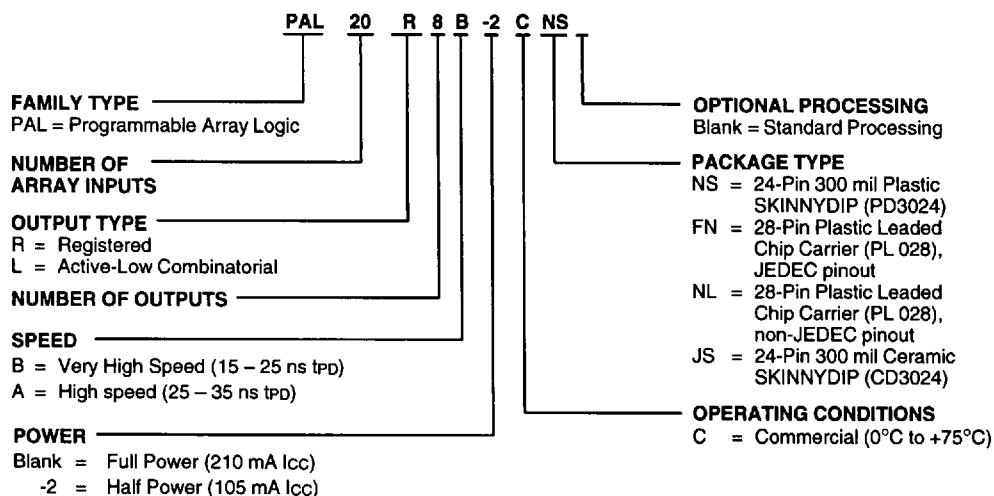 PAL 20 R 8 B -2 C NS
FAMILY TYPE
PAL = Programmable Array Logic
NUMBER OF
ARRAY INPUTS
OUTPUT TYPE
R = Registered
L = Active-Low Combinatorial
NUMBER OF OUTPUTS
SPEED
B = Very High Speed (15 – 25 ns tPD)
A = High speed (25 – 35 ns tPD)
POWER
Blank = Full Power (210 mA ICC)
-2 = Half Power (105 mA ICC)
OPTIONAL PROCESSING
Blank = Standard Processing
PACKAGE TYPE
NS = 24-Pin 300 mil Plastic
SKINNYDIP (PD3024)
FN = 28-Pin Plastic Leaded
Chip Carrier (PL 028),
JEDEC pinout
NL = 28-Pin Plastic Leaded
Chip Carrier (PL 028),
non-JEDEC pinout
JS = 24-Pin 300 mil Ceramic
SKINNYDIP (CD3024)
OPERATING CONDITIONS
C = Commercial (0°C to +75°C)